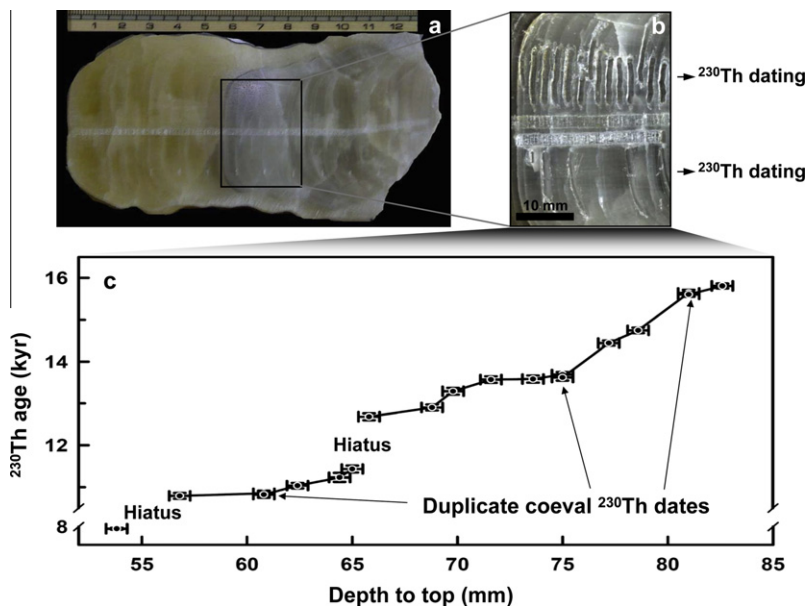 1 2 3 4 5 6 7 8 9 10 11 12
a
b
²³⁰Th dating
²³⁰Th dating
10 mm
c
²³⁰Th age (kyr)
16
14
12
8
Hiatus
Hiatus
Duplicate coeval ²³⁰Th dates
55 60 65 70 75 80 85
Depth to top (mm)